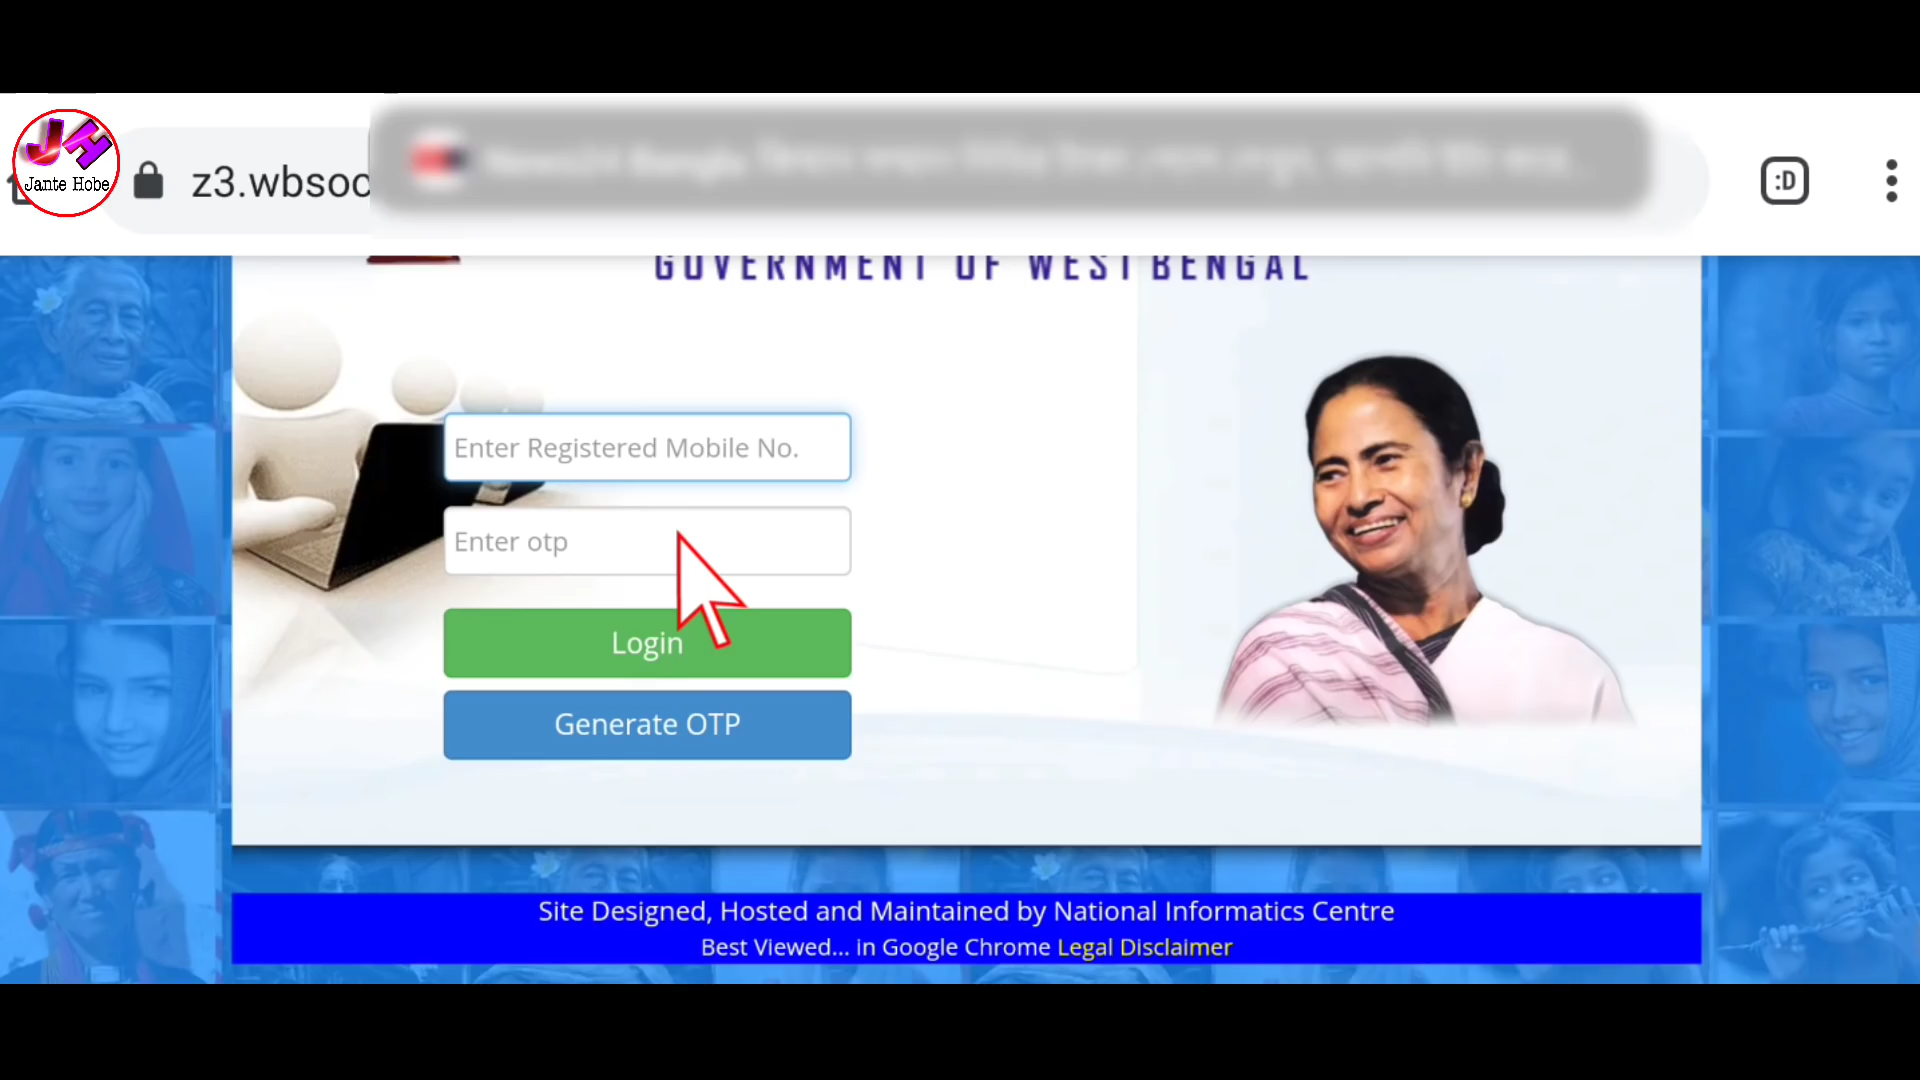 JH
Jante Hobe
z3.wbsoc
:D
GOVERNMENT OF WEST BENGAL
Enter Registered Mobile No.
Enter otp
Login
Generate OTP
Site Designed, Hosted and Maintained by National Informatics Centre
Best Viewed... in Google Chrome Legal Disclaimer